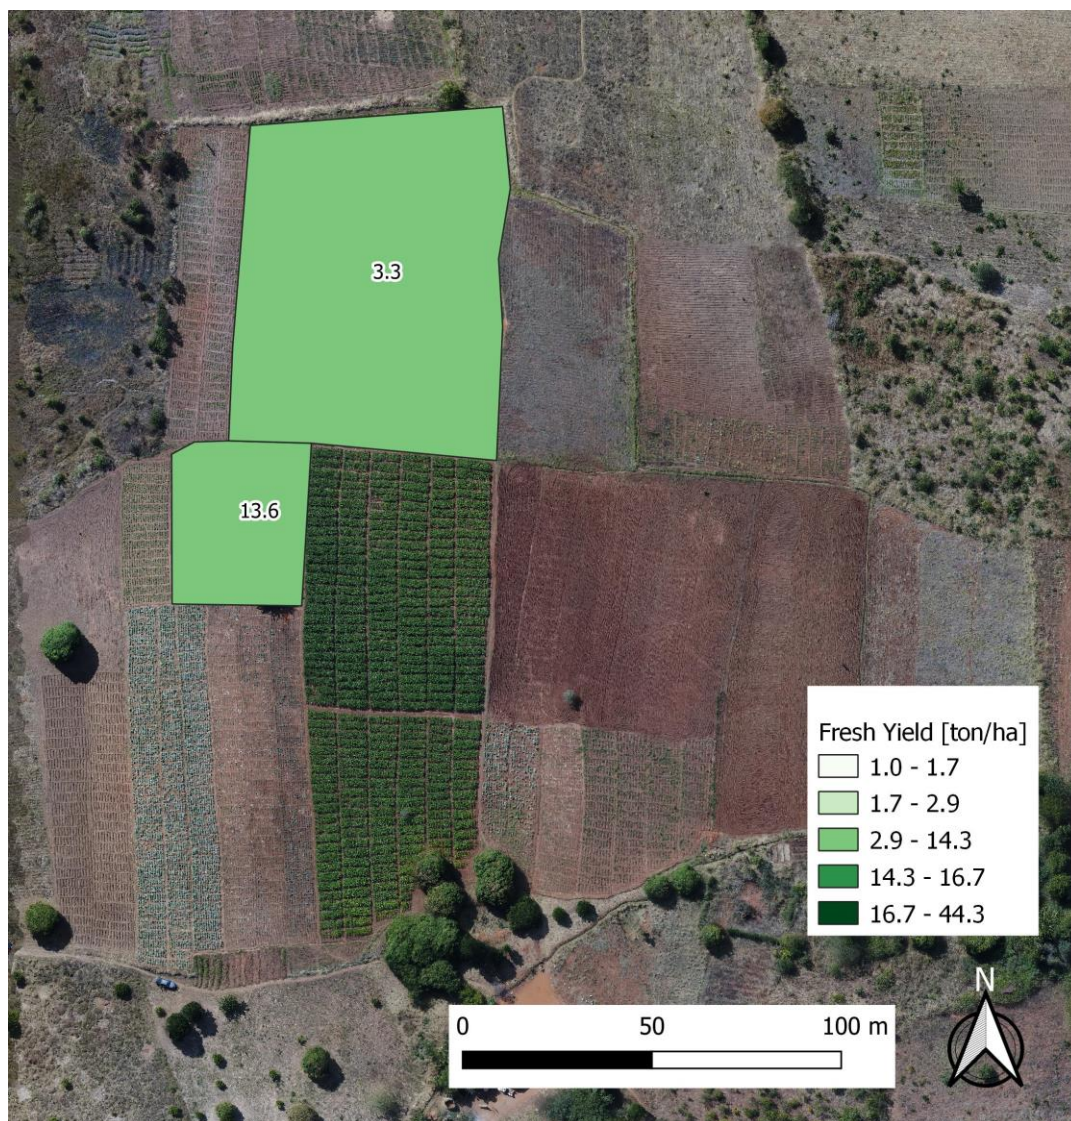 3.3
13.6
Fresh Yield [ton/ha]
1.0 - 1.7
1.7 - 2.9
2.9 - 14.3
14.3 - 16.7
16.7 - 44.3
N
0 50 100 m